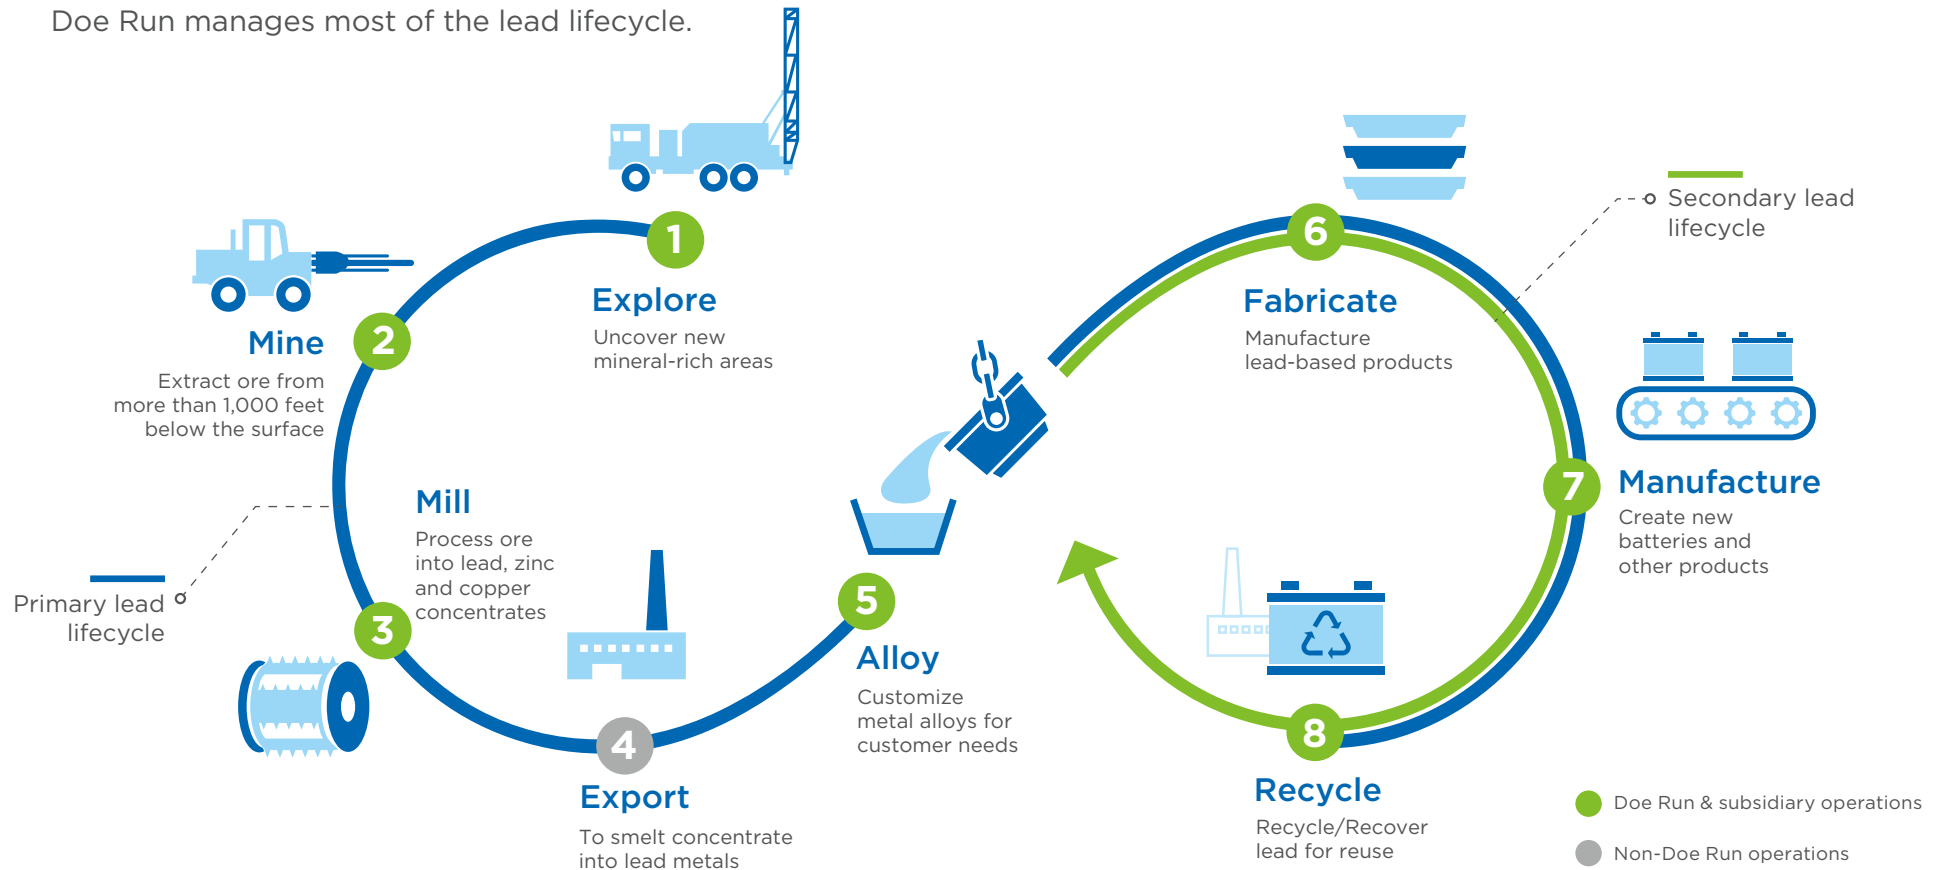 Doe Run manages most of the lead lifecycle.
1
Explore
Uncover new
mineral-rich areas
2
Mine
Extract ore from
more than 1,000 feet
below the surface
Primary lead
lifecycle
3
Mill
Process ore
into lead, zinc
and copper
concentrates
4
Export
To smelt concentrate
into lead metals
5
Alloy
Customize
metal alloys for
customer needs
6
Fabricate
Manufacture
lead-based products
Secondary lead
lifecycle
7
Manufacture
Create new
batteries and
other products
8
Recycle
Recycle/Recover
lead for reuse
Doe Run & subsidiary operations
Non-Doe Run operations